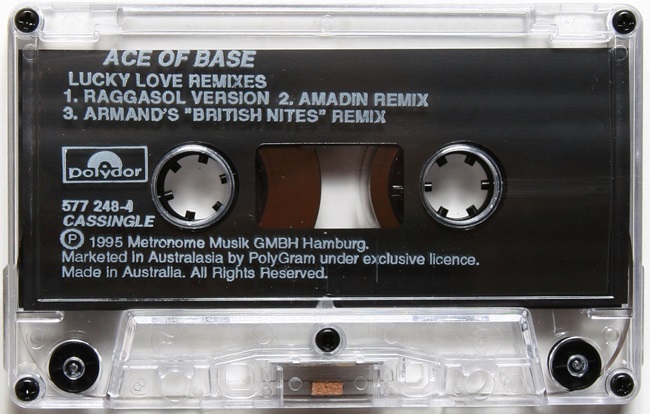 ACE OF BASE
LUCKY LOVE REMIXES
1. RAGGASOL VERSION 2. AMADIN REMIX
3. ARMAND'S "BRITISH NITES" REMIX
polydor
577 248-4
CASSINGLE
℗ 1995 Metronome Musik GMBH Hamburg.
Marketed in Australasia by PolyGram under exclusive licence.
Made in Australia. All Rights Reserved.